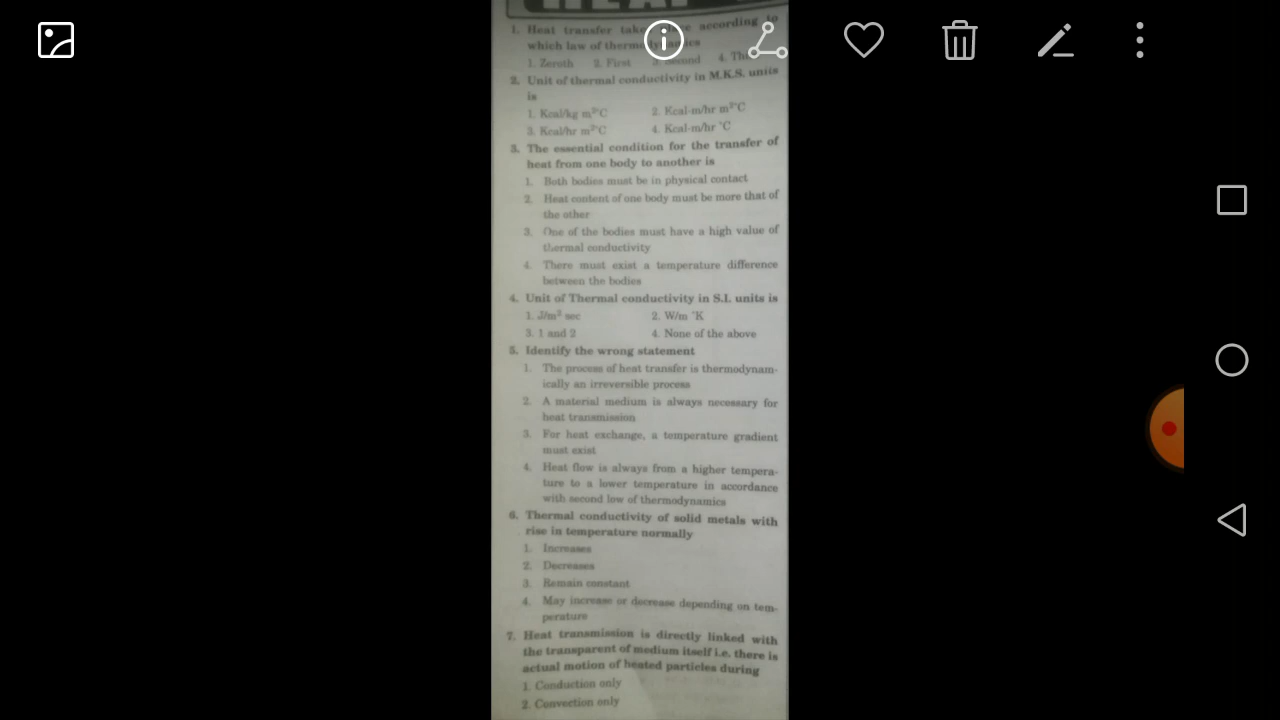 HEAT
1. Heat transfer take place according to
which law of thermodynamics
1. Zeroth 2. First 3. Second 4. Th
2. Unit of thermal conductivity in M.K.S. units
is
1. Kcal/kg m²°C 2. Kcal-m/hr m²°C
3. Kcal/hr m²°C 4. Kcal-m/hr °C
3. The essential condition for the transfer of
heat from one body to another is
1. Both bodies must be in physical contact
2. Heat content of one body must be more that of
the other
3. One of the bodies must have a high value of
thermal conductivity
4. There must exist a temperature difference
between the bodies
4. Unit of Thermal conductivity in S.I. units is
1. J/m² sec 2. W/m °K
3. 1 and 2 4. None of the above
5. Identify the wrong statement
1. The process of heat transfer is thermodynam-
ically an irreversible process
2. A material medium is always necessary for
heat transmission
3. For heat exchange, a temperature gradient
must exist
4. Heat flow is always from a higher tempera-
ture to a lower temperature in accordance
with second low of thermodynamics
6. Thermal conductivity of solid metals with
rise in temperature normally
1. Increases
2. Decreases
3. Remain constant
4. May increase or decrease depending on tem-
perature
7. Heat transmission is directly linked with
the transparent of medium itself i.e. there is
actual motion of heated particles during
1. Conduction only
2. Convection only